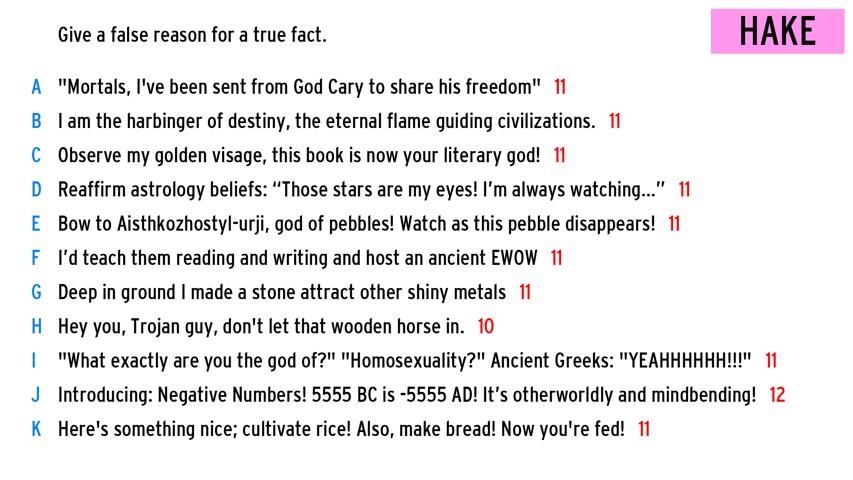 Give a false reason for a true fact.
HAKE
A "Mortals, I've been sent from God Cary to share his freedom" 11
B I am the harbinger of destiny, the eternal flame guiding civilizations. 11
C Observe my golden visage, this book is now your literary god! 11
D Reaffirm astrology beliefs: “Those stars are my eyes! I’m always watching...” 11
E Bow to Aisthkozhostyl-urji, god of pebbles! Watch as this pebble disappears! 11
F I’d teach them reading and writing and host an ancient EWOW 11
G Deep in ground I made a stone attract other shiny metals 11
H Hey you, Trojan guy, don't let that wooden horse in. 10
I "What exactly are you the god of?" "Homosexuality?" Ancient Greeks: "YEAHHHHHH!!!" 11
J Introducing: Negative Numbers! 5555 BC is -5555 AD! It’s otherworldly and mindbending! 12
K Here's something nice; cultivate rice! Also, make bread! Now you're fed! 11